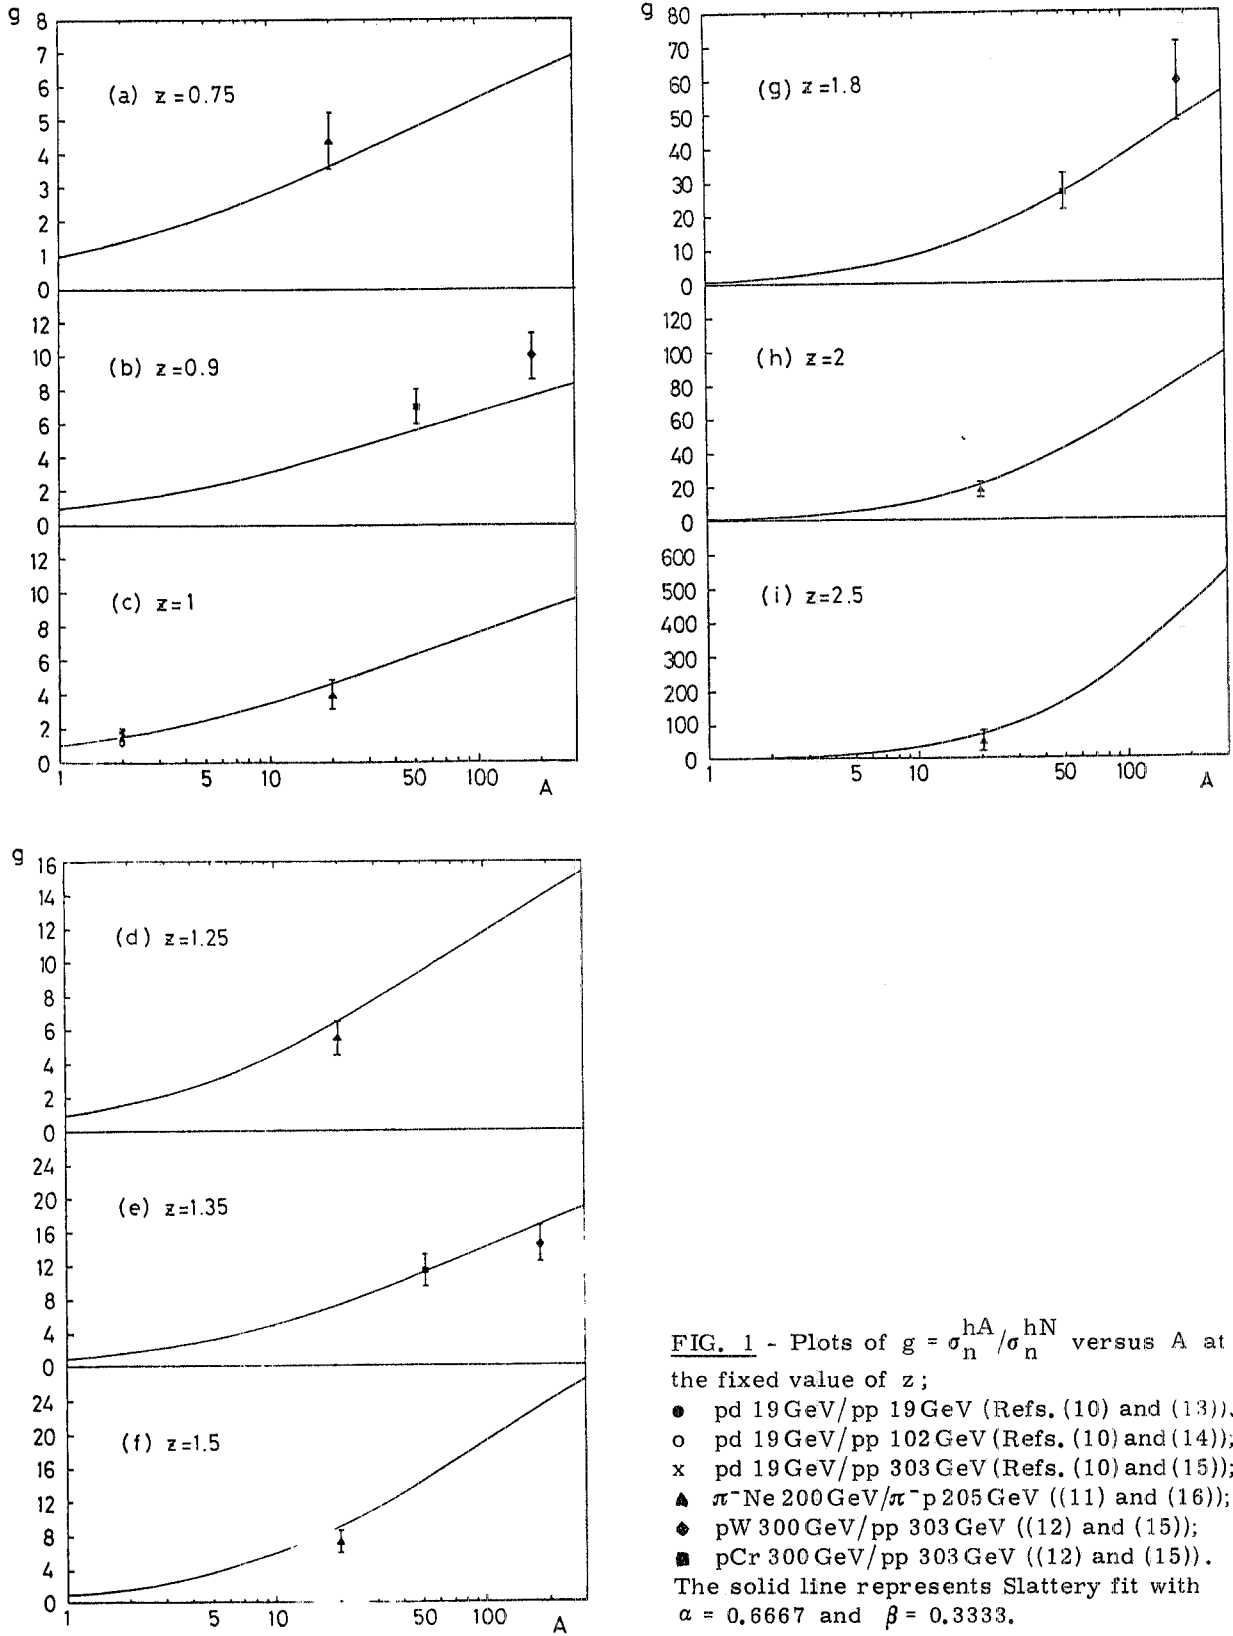 g
8
7
6
5
4
3
2
1
0
(a) z=0.75
12
10
8
6
4
2
0
(b) z=0.9
12
10
8
6
4
2
0
(c) z=1
1 5 10 50 100 A
g
80
70
60
50
40
30
20
10
0
(g) z=1.8
120
100
80
60
40
20
0
(h) z=2
600
500
400
300
200
100
0
(i) z=2.5
1 5 10 50 100 A
g
16
14
12
10
8
6
4
2
0
(d) z=1.25
24
20
16
12
8
4
0
(e) z=1.35
24
20
16
12
8
4
0
(f) z=1.5
1 5 10 50 100 A
FIG. 1 - Plots of g = σₙʰᴬ/σₙʰᴺ versus A at
the fixed value of z;
● pd 19 GeV/pp 19 GeV (Refs. (10) and (13)).
o pd 19 GeV/pp 102 GeV (Refs. (10) and (14));
x pd 19 GeV/pp 303 GeV (Refs. (10) and (15));
▲ π⁻Ne 200 GeV/π⁻p 205 GeV ((11) and (16));
◆ pW 300 GeV/pp 303 GeV ((12) and (15));
■ pCr 300 GeV/pp 303 GeV ((12) and (15)).
The solid line represents Slattery fit with
α = 0.6667 and β = 0.3333.